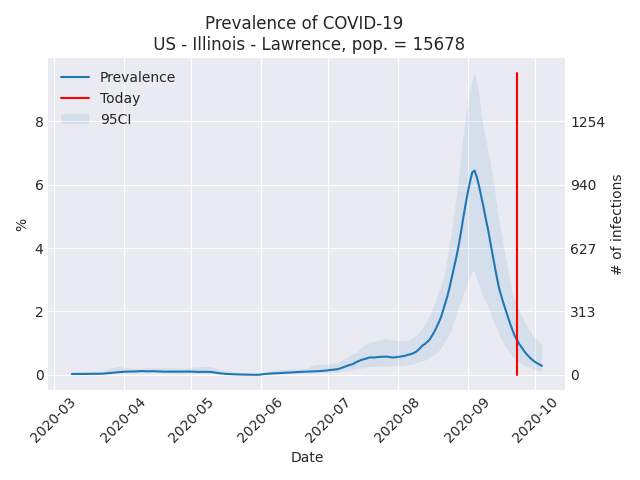 Prevalence of COVID-19
US - Illinois - Lawrence, pop. = 15678
Prevalence
Today
95CI
8
6
4
2
0
%
1254
940
627
313
0
# of infections
2020-03
2020-04
2020-05
2020-06
2020-07
2020-08
2020-09
2020-10
Date